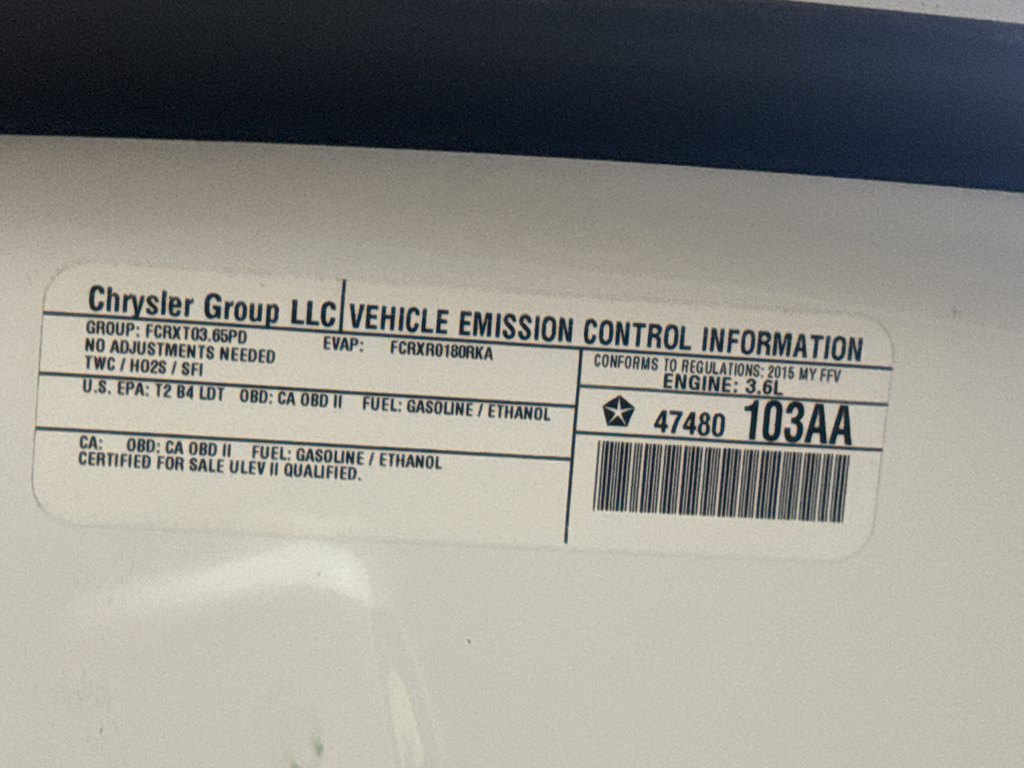 Chrysler Group LLC VEHICLE EMISSION CONTROL INFORMATION
GROUP: FCRXT03.65PD EVAP: FCRXR0180RKA
NO ADJUSTMENTS NEEDED
TWC / HO2S / SFI
CONFORMS TO REGULATIONS: 2015 MY FFV
ENGINE: 3.6L
U.S. EPA: T2 B4 LDT OBD: CA OBD II FUEL: GASOLINE / ETHANOL
47480 103AA
CA: OBD: CA OBD II FUEL: GASOLINE / ETHANOL
CERTIFIED FOR SALE ULEV II QUALIFIED.